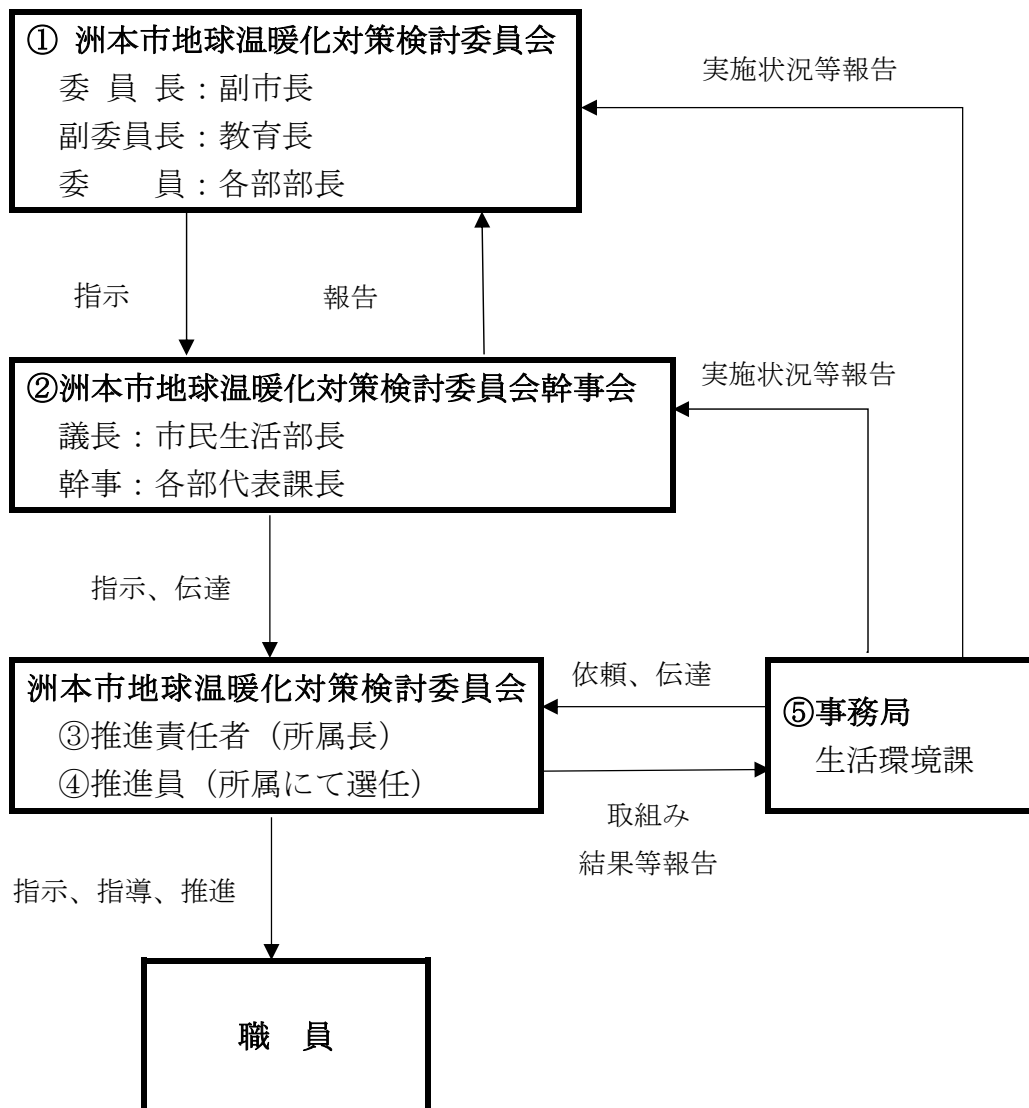 ① 洲本市地球温暖化対策検討委員会
委 員 長：副市長
副委員長：教育長
委　　員：各部部長
実施状況等報告
指示
報告
②洲本市地球温暖化対策検討委員会幹事会
議長：市民生活部長
幹事：各部代表課長
実施状況等報告
指示、伝達
洲本市地球温暖化対策検討委員会
③推進責任者（所属長）
④推進員（所属にて選任）
依頼、伝達
⑤事務局
生活環境課
取組み
結果等報告
指示、指導、推進
職　員